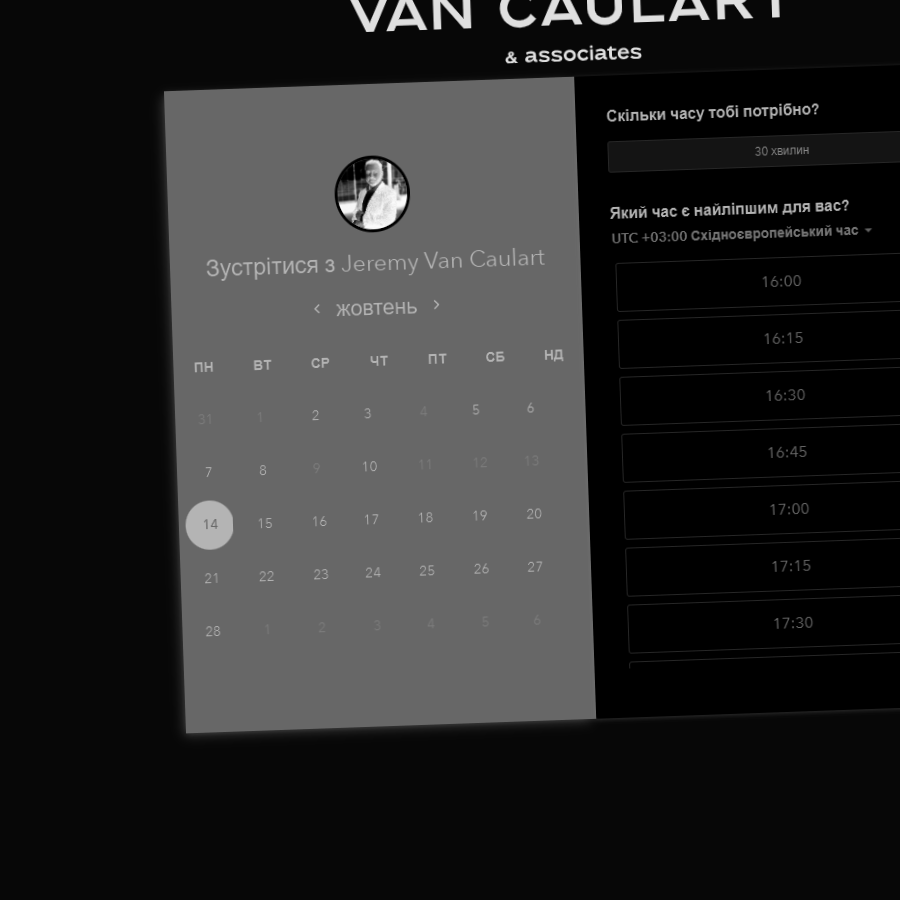 VAN CAULART
& associates
Зустрітися з Jeremy Van Caulart
жовтень
ПН ВТ СР ЧТ ПТ СБ НД
31 1 2 3 4 5 6
7 8 9 10 11 12 13
14 15 16 17 18 19 20
21 22 23 24 25 26 27
28 1 2 3 4 5 6
Скільки часу тобі потрібно?
30 хвилин
Який час є найліпшим для вас?
UTC +03:00 Східноєвропейський час
16:00
16:15
16:30
16:45
17:00
17:15
17:30